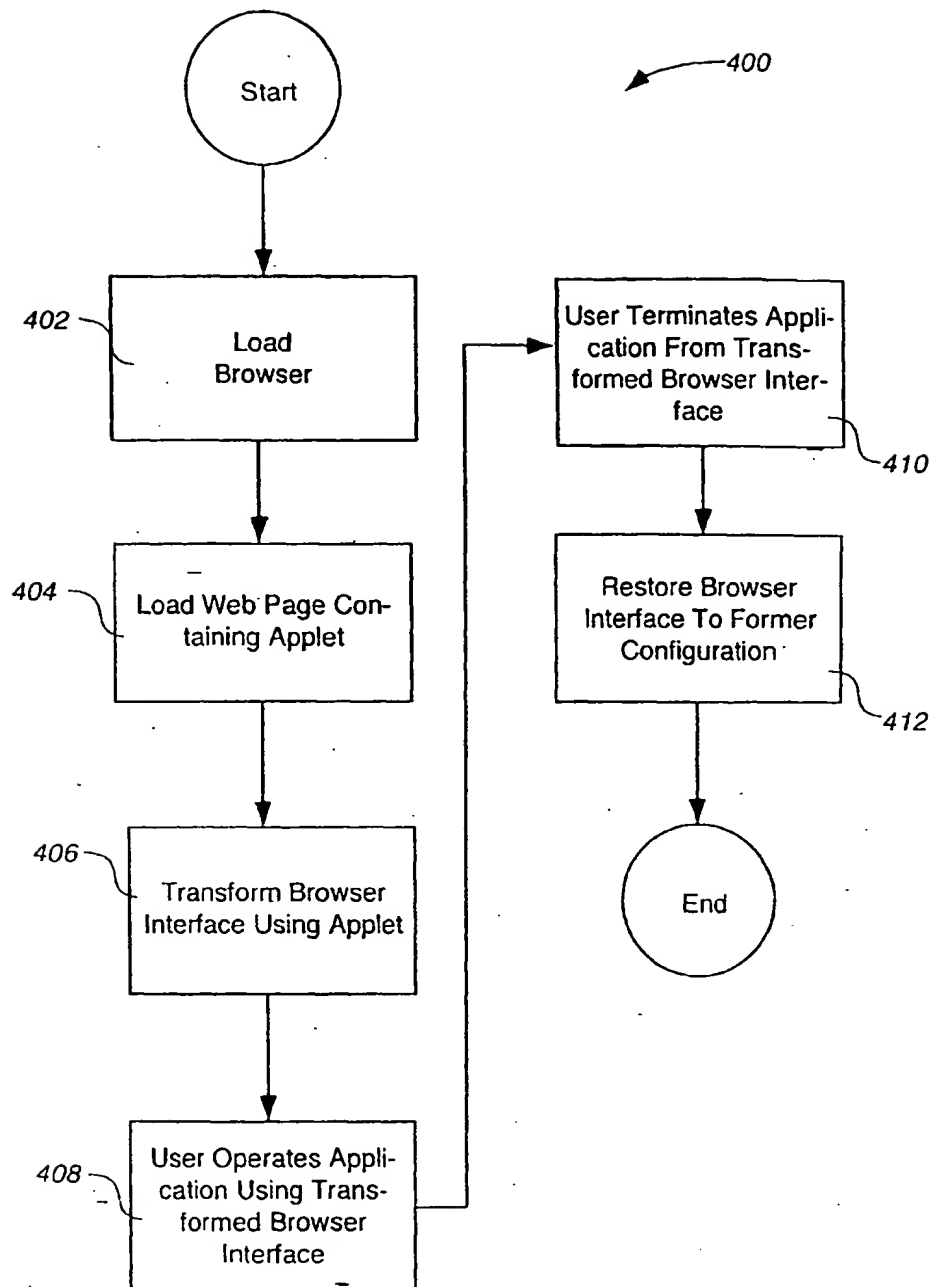 Start
400
402
Load
Browser
404
Load Web Page Con-
taining Applet
406
Transform Browser
Interface Using Applet
408
User Operates Appli-
cation Using Trans-
formed Browser
Interface
User Terminates Appli-
cation From Trans-
formed Browser Inter-
face
410
Restore Browser
Interface To Former
Configuration
412
End